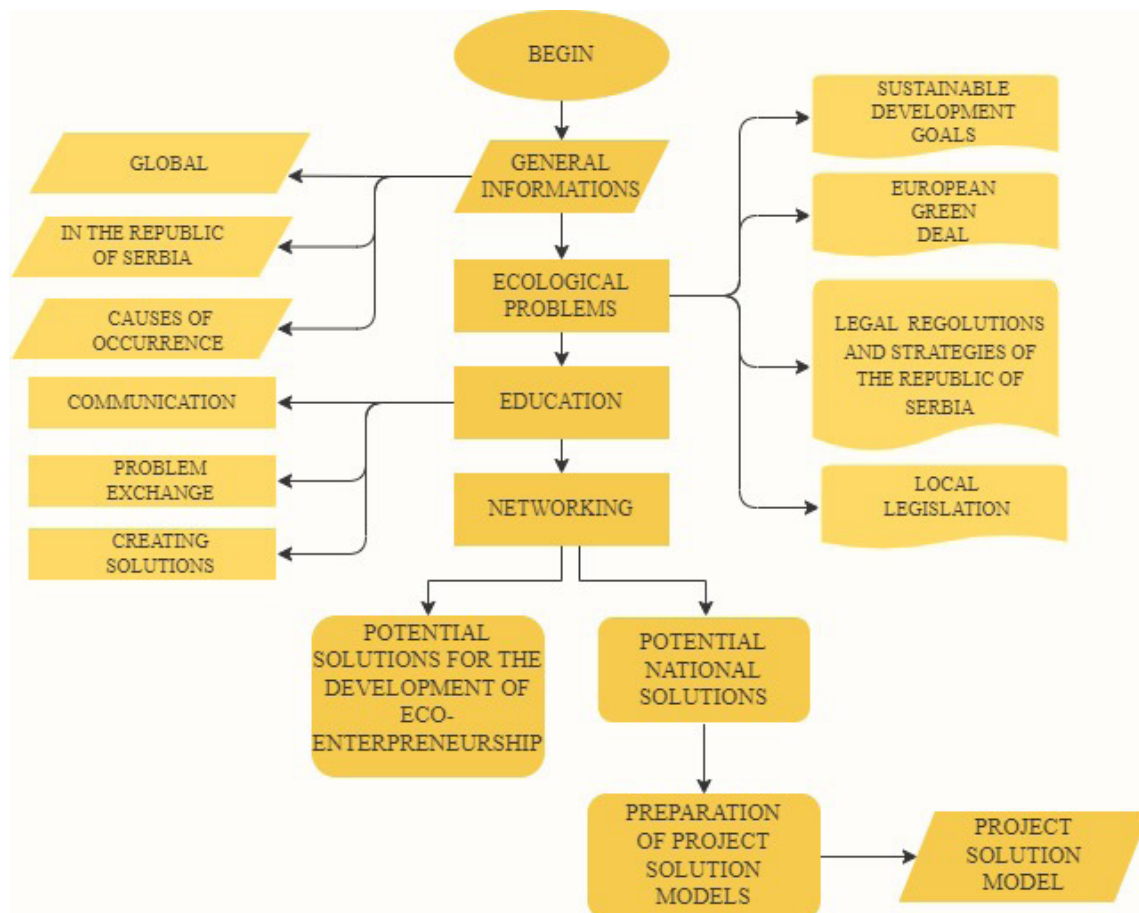 BEGIN
GENERAL
INFORMATIONS
GLOBAL
IN THE REPUBLIC
OF SERBIA
CAUSES OF
OCCURRENCE
ECOLOGICAL
PROBLEMS
SUSTAINABLE
DEVELOPMENT
GOALS
EUROPEAN
GREEN
DEAL
LEGAL REGOLUTIONS
AND STRATEGIES OF
THE REPUBLIC OF
SERBIA
LOCAL
LEGISLATION
EDUCATION
COMMUNICATION
PROBLEM
EXCHANGE
CREATING
SOLUTIONS
NETWORKING
POTENTIAL
SOLUTIONS FOR THE
DEVELOPMENT OF
ECO-
ENTERPRENEURSHIP
POTENTIAL
NATIONAL
SOLUTIONS
PREPARATION
OF PROJECT
SOLUTION
MODELS
PROJECT
SOLUTION
MODEL